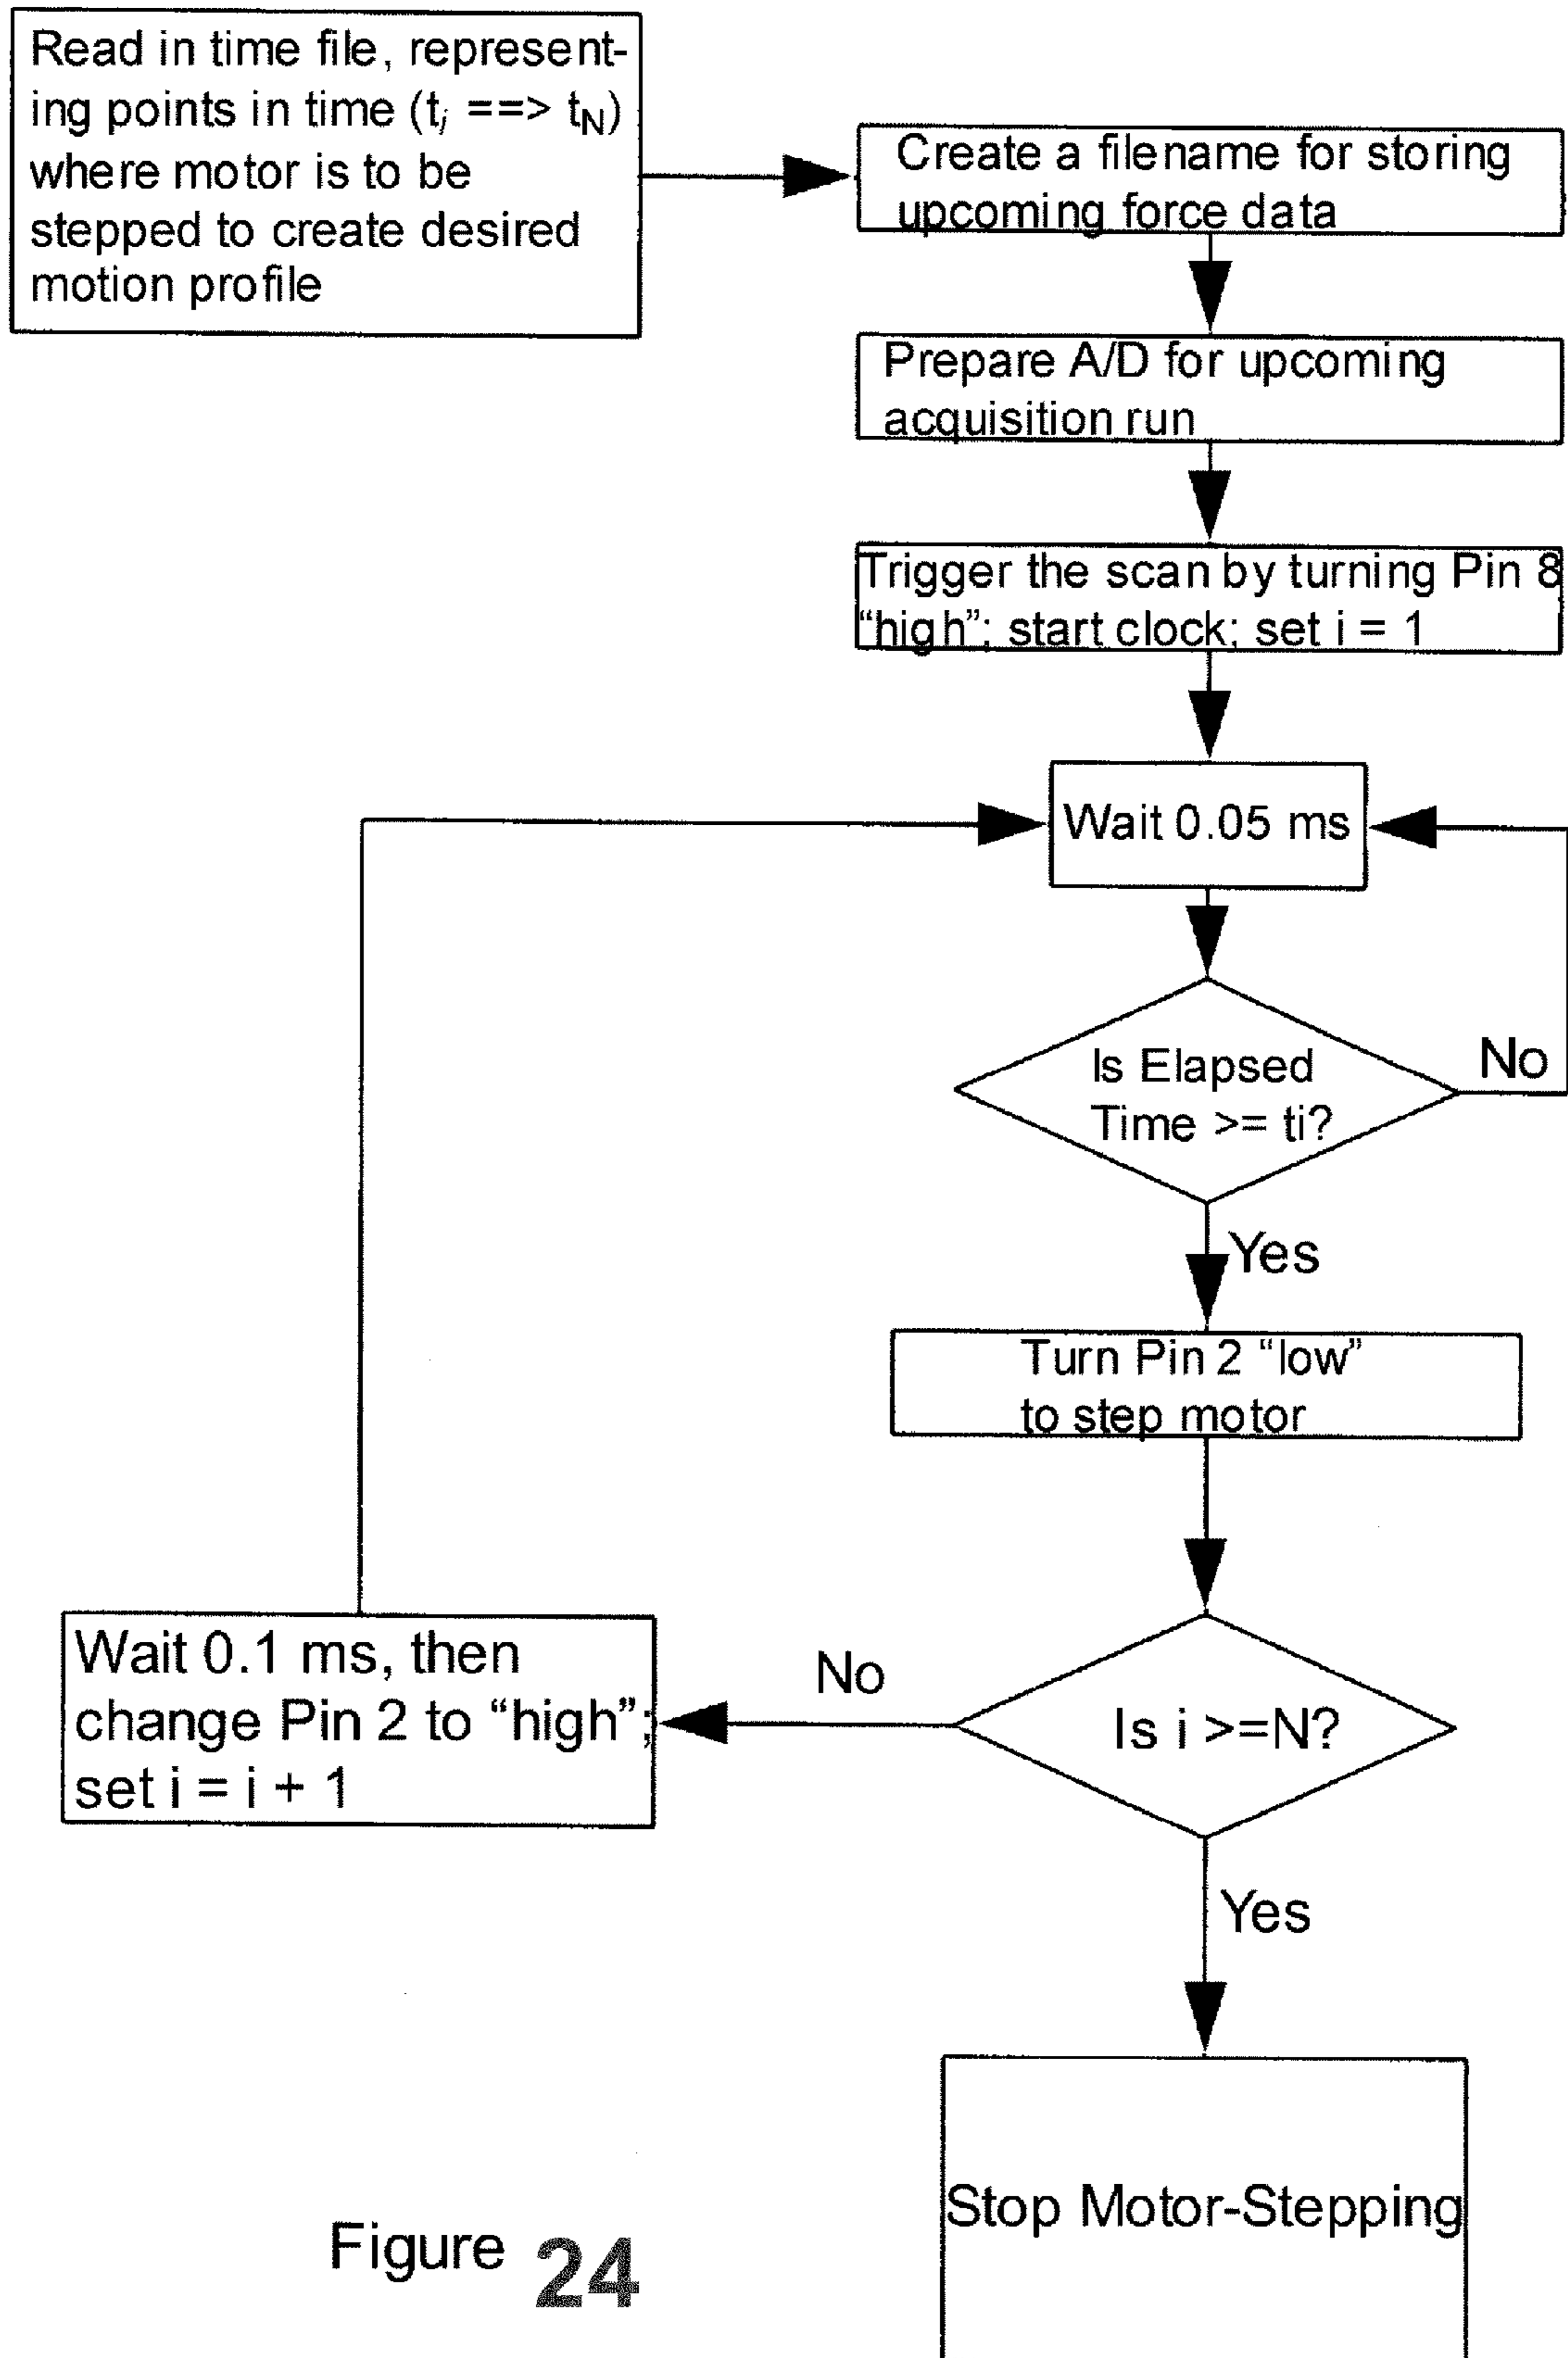 Read in time file, represent-
ing points in time (ti ==> tN)
where motor is to be
stepped to create desired
motion profile
Create a filename for storing
upcoming force data
Prepare A/D for upcoming
acquisition run
Trigger the scan by turning Pin 8
“high”; start clock; set i = 1
Wait 0.05 ms
Is Elapsed
Time >= ti?
No
Yes
Turn Pin 2 “low”
to step motor
Is i >=N?
No
Wait 0.1 ms, then
change Pin 2 to “high”;
set i = i + 1
Yes
Stop Motor-Stepping
Figure 24